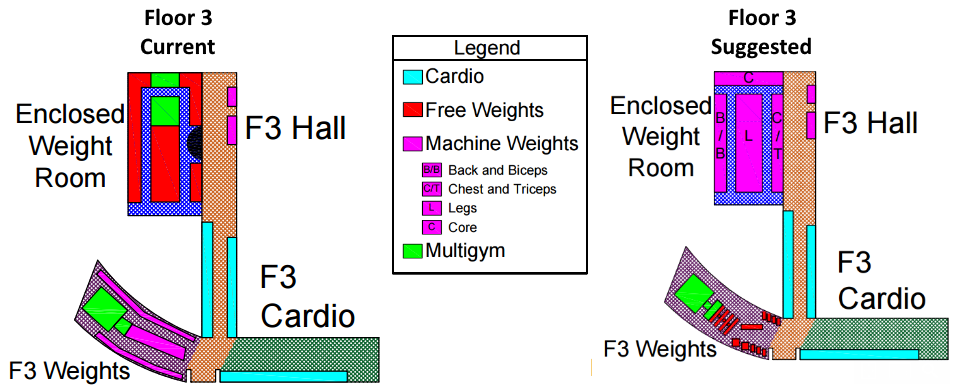 Floor 3
Current
Enclosed
Weight
Room
F3 Hall
F3
Cardio
F3 Weights
Legend
Cardio
Free Weights
Machine Weights
B/B Back and Biceps
C/T Chest and Triceps
L Legs
C Core
Multigym
Floor 3
Suggested
Enclosed
Weight
Room
C
B/B
L
C/T
F3 Hall
F3
Cardio
F3 Weights